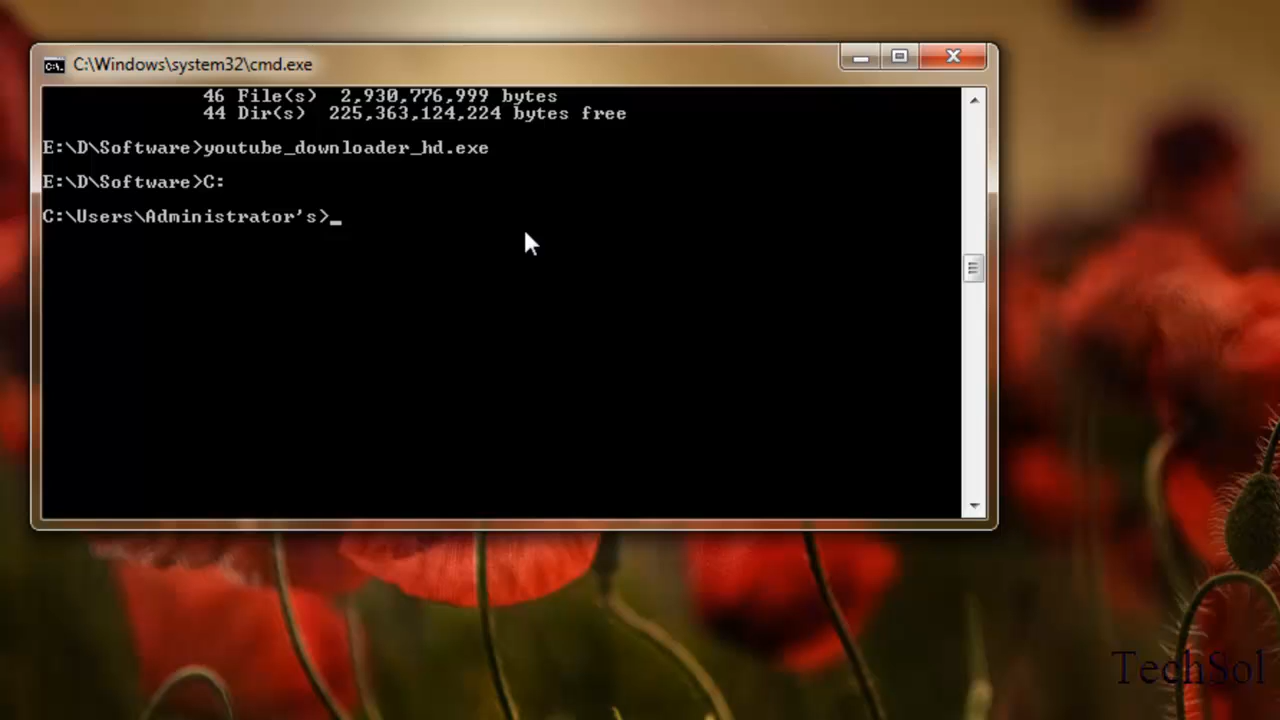 C:\Windows\system32\cmd.exe
46 File(s) 2,930,776,999 bytes
44 Dir(s) 225,363,124,224 bytes free
E:\D\Software>youtube_downloader_hd.exe
E:\D\Software>C:
C:\Users\Administrator's>_
TechSol